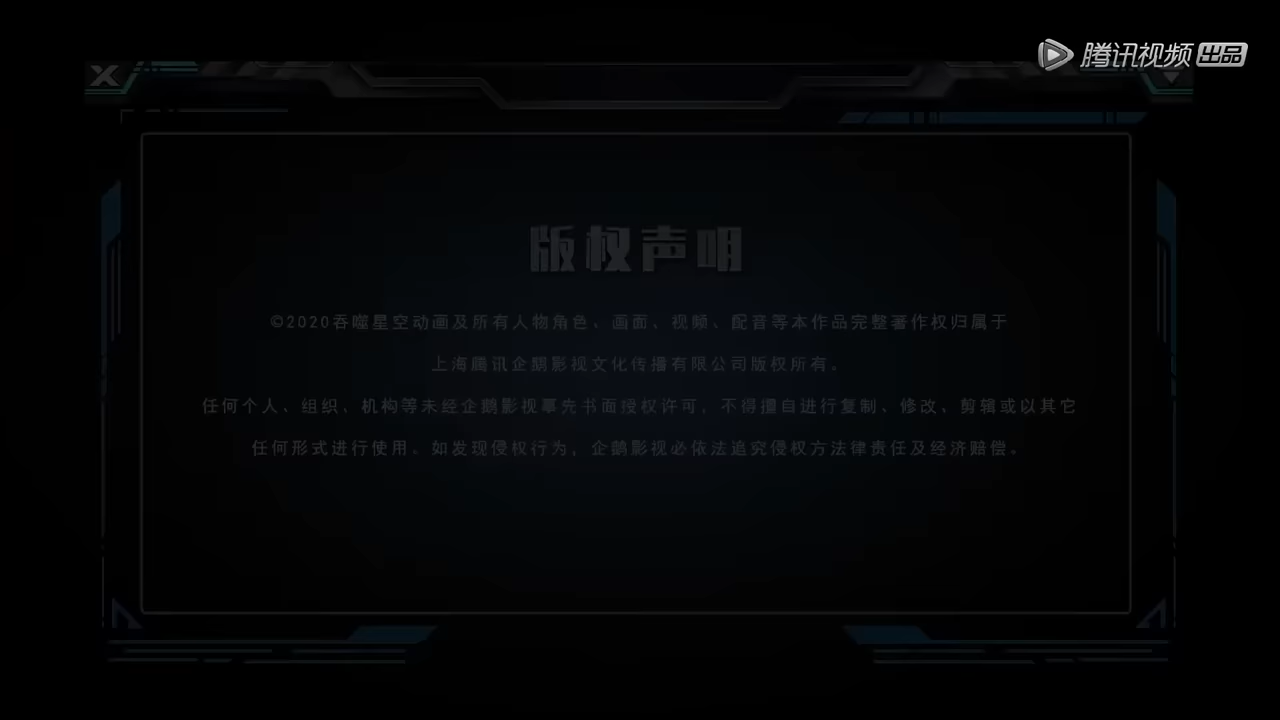 腾讯视频 出品
版权声明
©2020吞噬星空动画及所有人物角色、画面、视频、配音等本作品完整著作权归属于
上海腾讯企鹅影视文化传播有限公司版权所有。
任何个人、组织、机构等未经企鹅影视事先书面授权许可，不得擅自进行复制、修改、剪辑或以其它
任何形式进行使用。如发现侵权行为，企鹅影视必依法追究侵权方法律责任及经济赔偿。